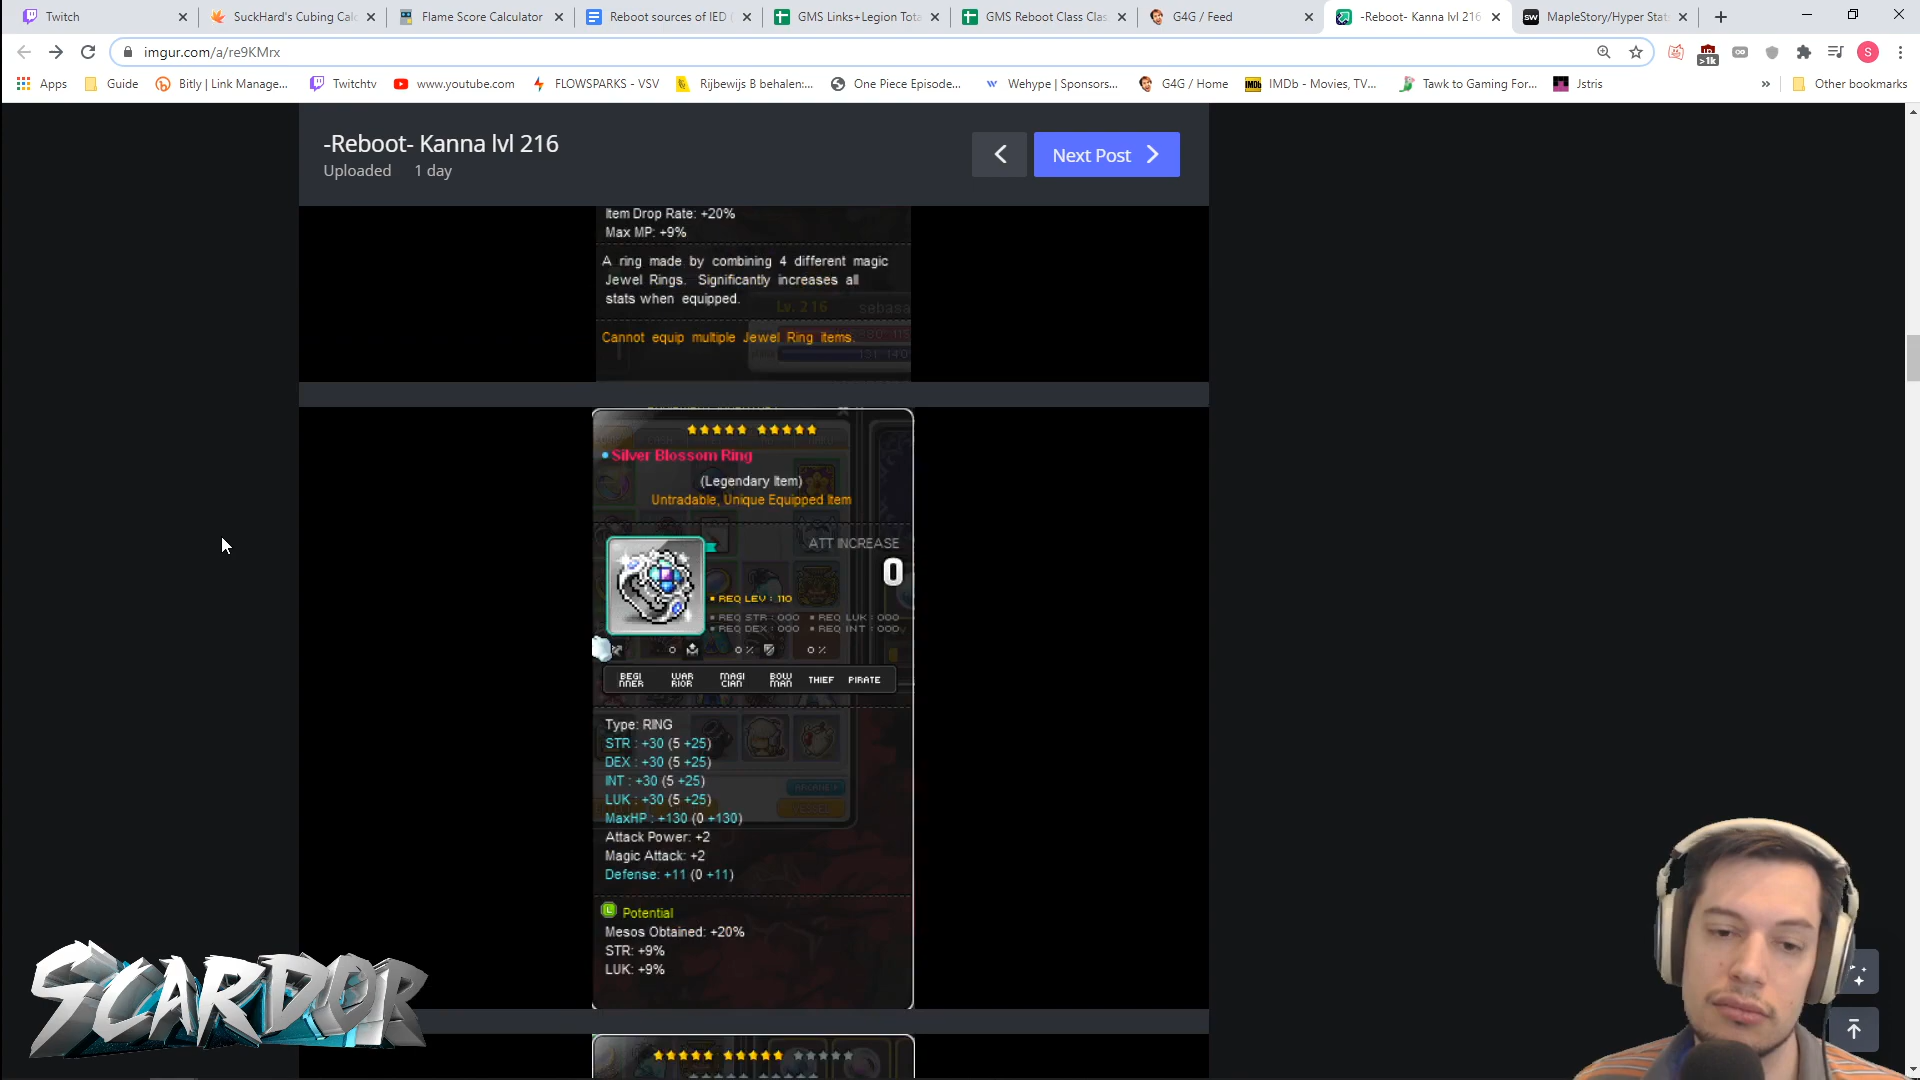 Twitch
SuckHard's Cubing Calc
Flame Score Calculator
Reboot sources of IED (
GMS Links+Legion Tota
GMS Reboot Class Clas
G4G / Feed
-Reboot- Kanna lvl 216
MapleStory/Hyper Stat
imgur.com/a/re9KMrx
>1k
S
Apps
Guide
Bitly | Link Manage...
Twitchtv
www.youtube.com
FLOWSPARKS - VSV
Rijbewijs B behalen:...
One Piece Episode...
Wehype | Sponsors...
G4G / Home
IMDb - Movies, TV...
Tawk to Gaming For...
Jstris
»
Other bookmarks
-Reboot- Kanna lvl 216
Uploaded 1 day
Next Post
Item Drop Rate: +20%
Max MP: +9%
A ring made by combining 4 different magic
Jewel Rings. Significantly increases all
stats when equipped.
Lv. 216 sebasa
Cannot equip multiple Jewel Ring items.
Silver Blossom Ring
(Legendary Item)
Untradable, Unique Equipped Item
ATT INCREASE
0
REQ LEV : 110
REQ STR : 000 REQ LUK : 000
REQ DEX : 000 REQ INT : 000
0 0 % 0 %
BEGINNER WARRIOR MAGICIAN BOWMAN THIEF PIRATE
Type: RING
STR : +30 (5 +25)
DEX : +30 (5 +25)
INT : +30 (5 +25)
LUK : +30 (5 +25)
MaxHP : +130 (0 +130)
Attack Power: +2
Magic Attack: +2
Defense: +11 (0 +11)
L Potential
Mesos Obtained: +20%
STR: +9%
LUK: +9%
SCARDOR